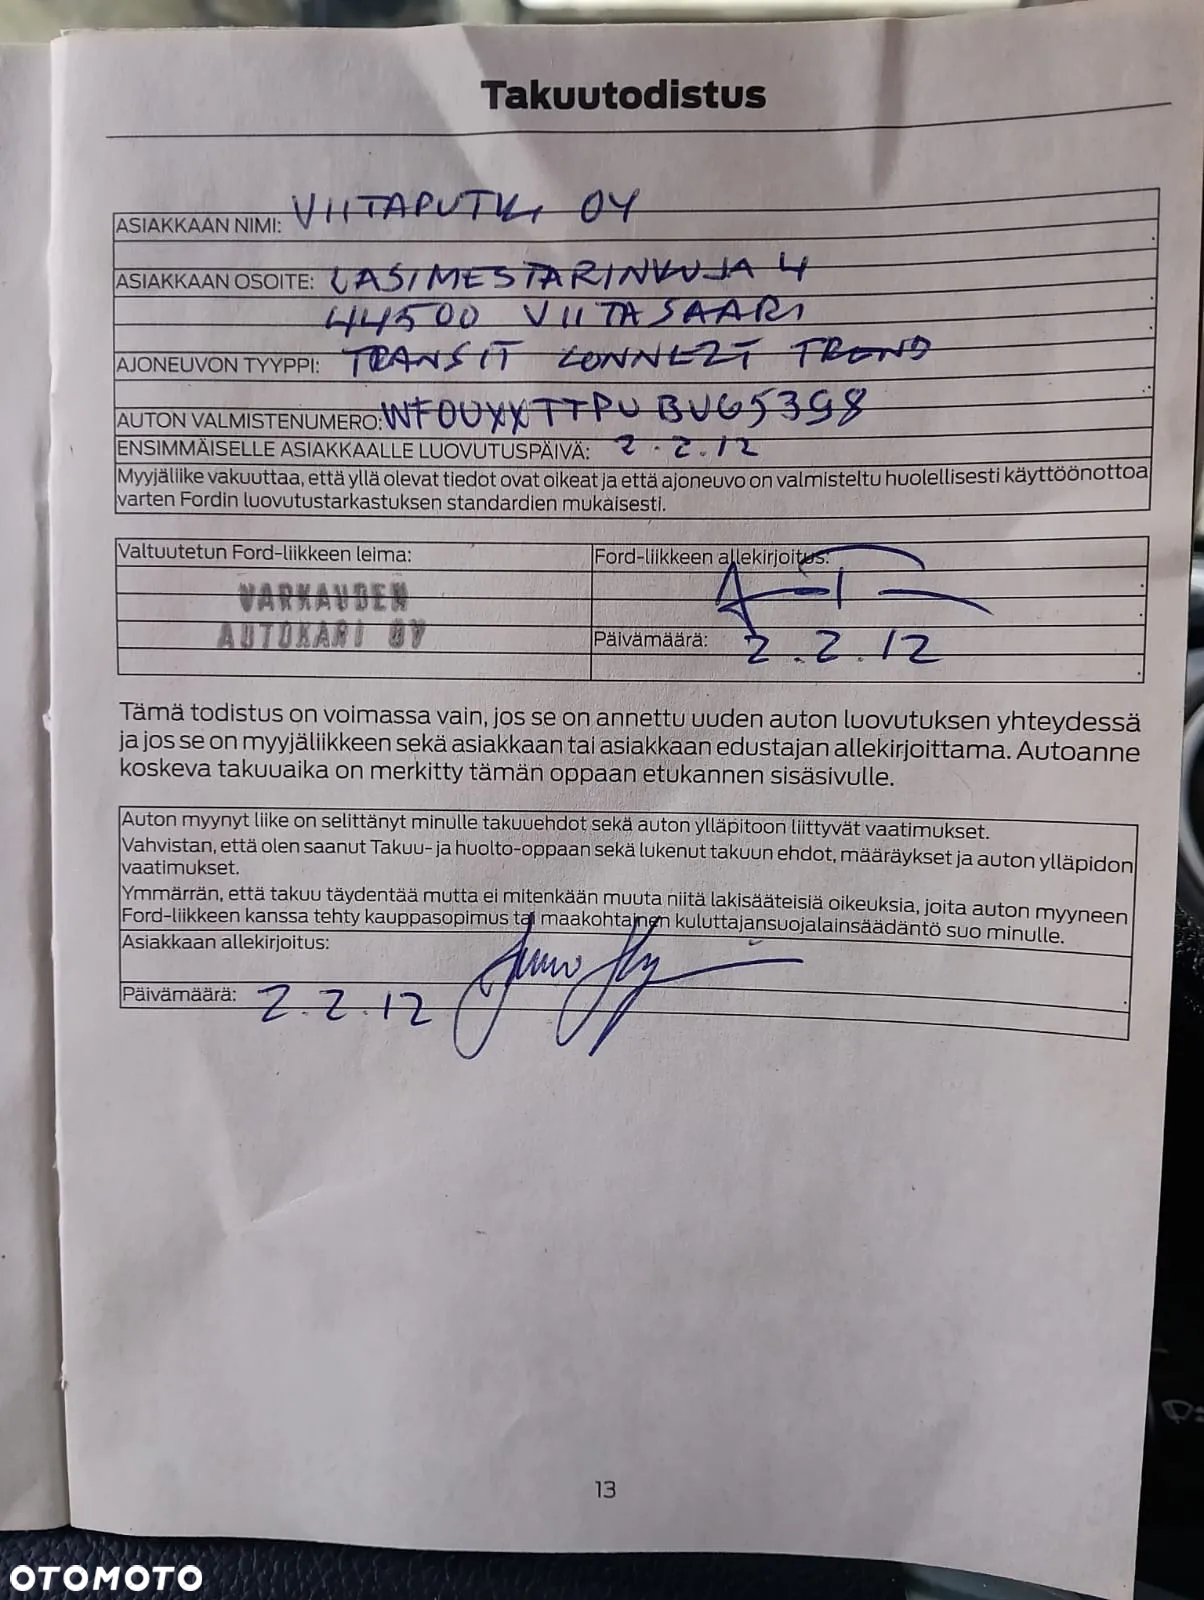 Takuutodistus
ASIAKKAAN NIMI: VIITAPUTKI OY
ASIAKKAAN OSOITE: LASIMESTARINKUJA 4
44500 VIITASAARI
AJONEUVON TYYPPI: TRANSIT CONNECT TREND
AUTON VALMISTENUMERO: WF0UXXTTPUBU65398
ENSIMMÄISELLE ASIAKKAALLE LUOVUTUSPÄIVÄ: 2.2.12
Myyjäliike vakuuttaa, että yllä olevat tiedot ovat oikeat ja että ajoneuvo on valmisteltu huolellisesti käyttöönottoa
varten Fordin luovutustarkastuksen standardien mukaisesti.
Valtuutetun Ford-liikkeen leima:
Ford-liikkeen allekirjoitus:
VARKAUDEN
AUTOKARI OY
Päivämäärä: 2.2.12
Tämä todistus on voimassa vain, jos se on annettu uuden auton luovutuksen yhteydessä
ja jos se on myyjäliikkeen sekä asiakkaan tai asiakkaan edustajan allekirjoittama. Autoanne
koskeva takuuaika on merkitty tämän oppaan etukannen sisäsivulle.
Auton myynyt liike on selittänyt minulle takuuehdot sekä auton ylläpitoon liittyvät vaatimukset.
Vahvistan, että olen saanut Takuu- ja huolto-oppaan sekä lukenut takuun ehdot, määräykset ja auton ylläpidon
vaatimukset.
Ymmärrän, että takuu täydentää mutta ei mitenkään muuta niitä lakisääteisiä oikeuksia, joita auton myyneen
Ford-liikkeen kanssa tehty kauppasopimus tai maakohtainen kuluttajansuojalainsäädäntö suo minulle.
Asiakkaan allekirjoitus:
Päivämäärä: 2.2.12
13
OTOMOTO